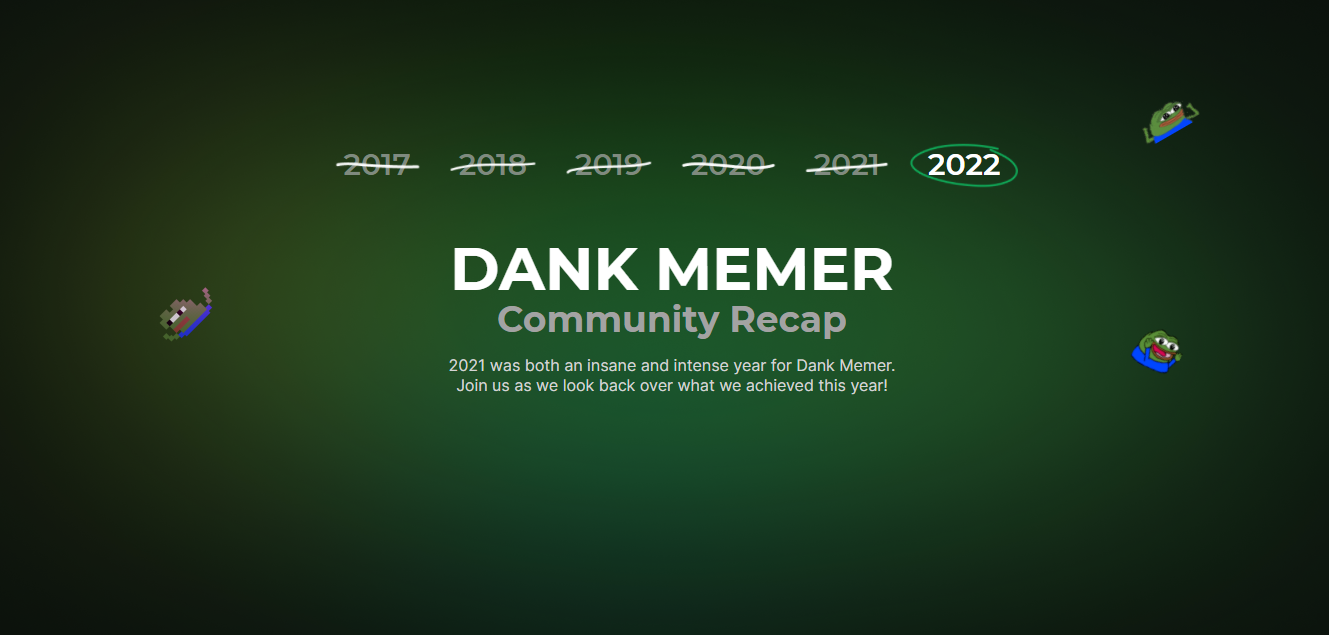 2017 2018 2019 2020 2021 2022
DANK MEMER
Community Recap
2021 was both an insane and intense year for Dank Memer.
Join us as we look back over what we achieved this year!